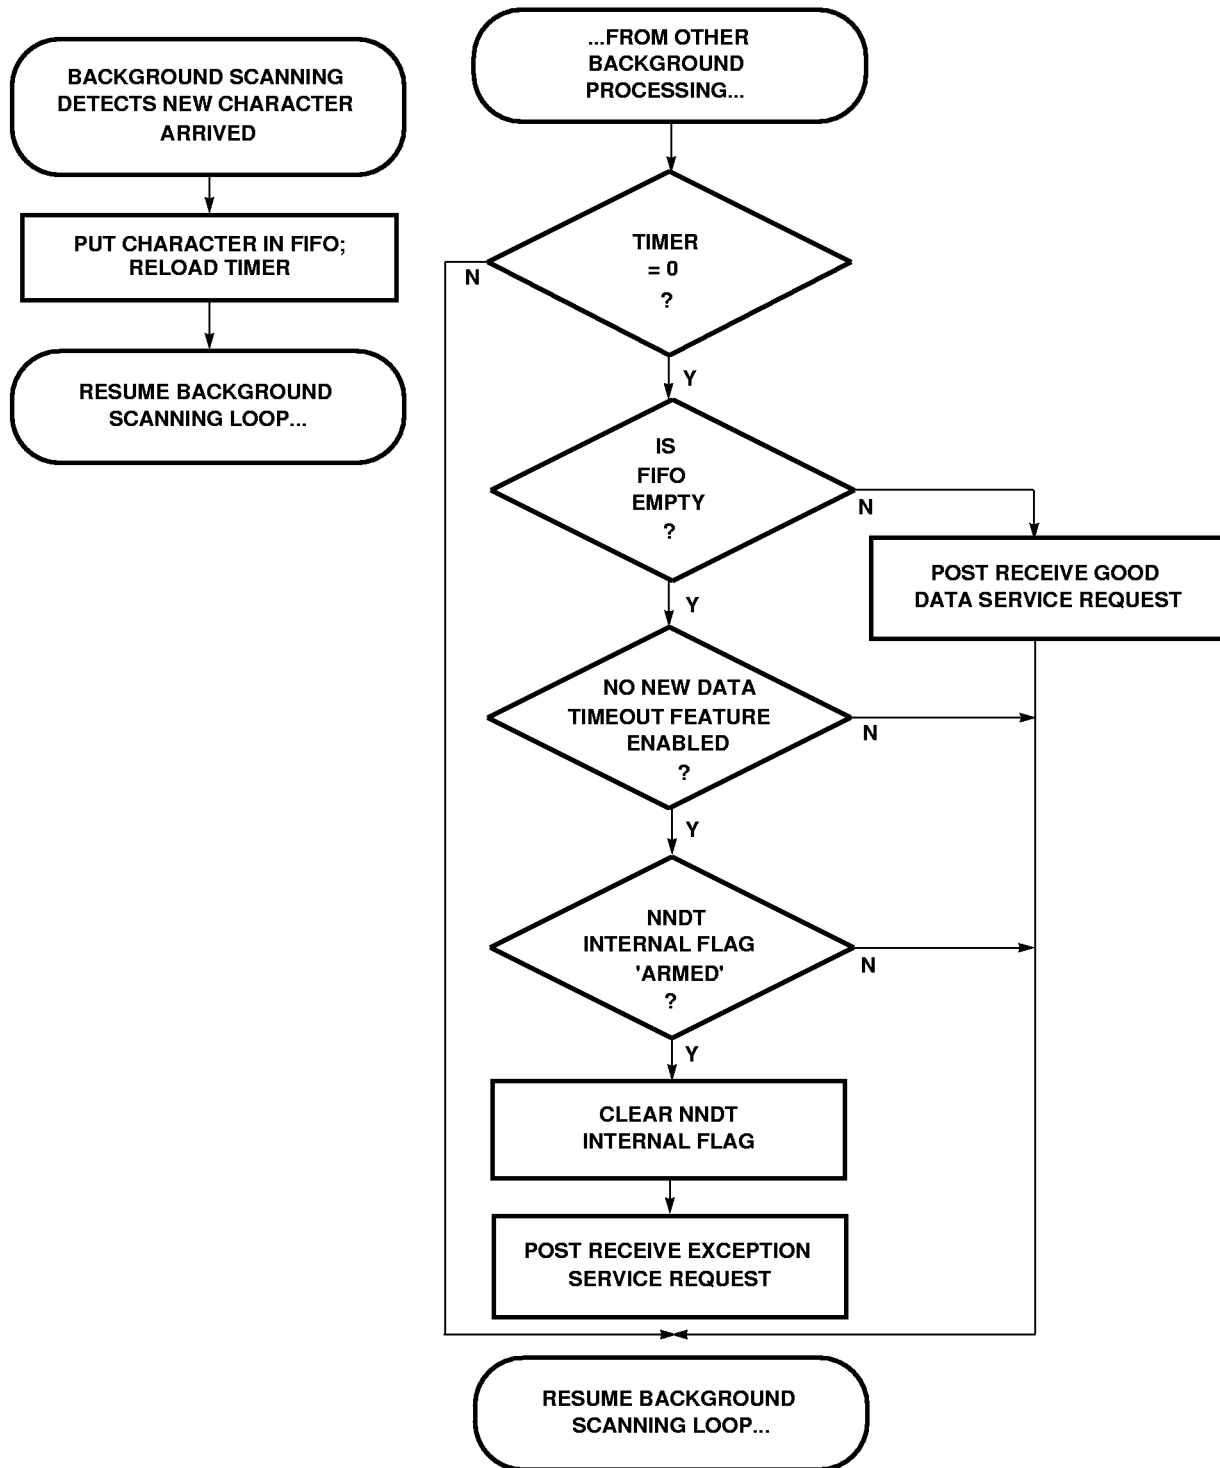 BACKGROUND SCANNING
DETECTS NEW CHARACTER
ARRIVED
PUT CHARACTER IN FIFO;
RELOAD TIMER
RESUME BACKGROUND
SCANNING LOOP...
...FROM OTHER
BACKGROUND
PROCESSING...
TIMER
= 0
?
N
Y
IS
FIFO
EMPTY
?
N
Y
POST RECEIVE GOOD
DATA SERVICE REQUEST
NO NEW DATA
TIMEOUT FEATURE
ENABLED
?
N
Y
NNDT
INTERNAL FLAG
'ARMED'
?
N
Y
CLEAR NNDT
INTERNAL FLAG
POST RECEIVE EXCEPTION
SERVICE REQUEST
RESUME BACKGROUND
SCANNING LOOP...